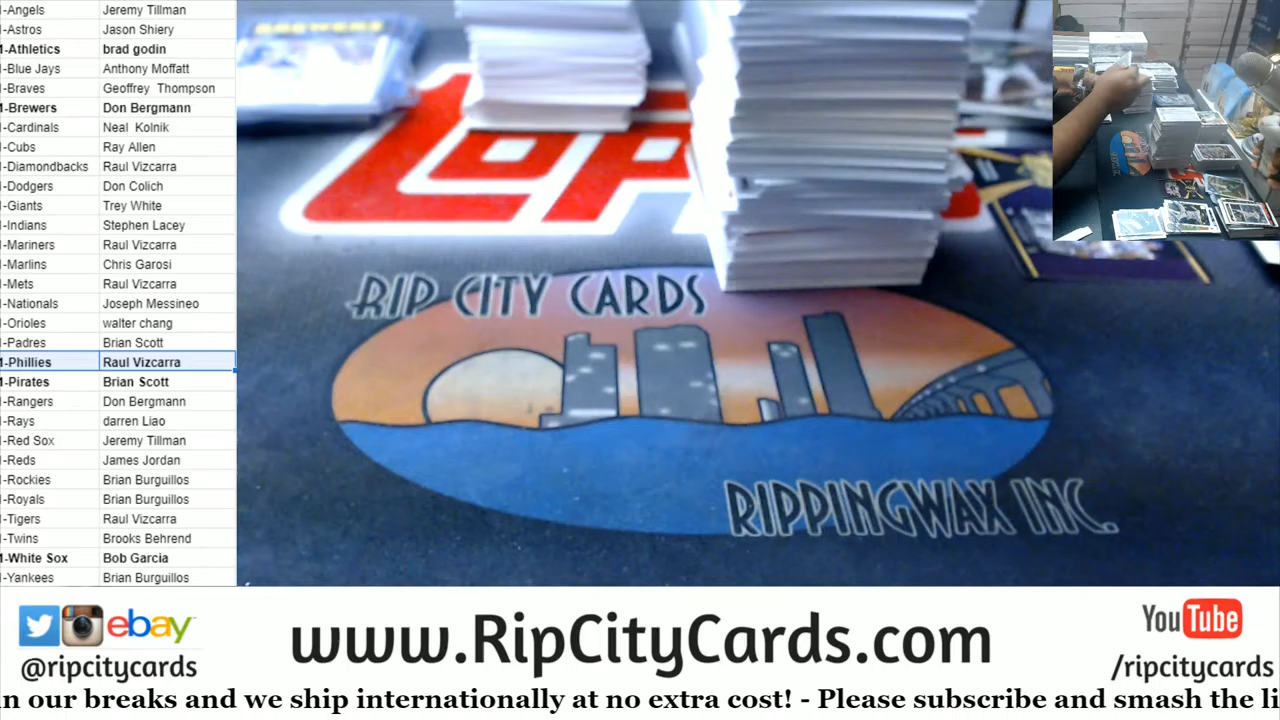 -Angels Jeremy Tillman
-Astros Jason Shiery
-Athletics brad godin
-Blue Jays Anthony Moffatt
-Braves Geoffrey Thompson
-Brewers Don Bergmann
-Cardinals Neal Kolnik
-Cubs Ray Allen
-Diamondbacks Raul Vizcarra
-Dodgers Don Colich
-Giants Trey White
-Indians Stephen Lacey
-Mariners Raul Vizcarra
-Marlins Chris Garosi
-Mets Raul Vizcarra
-Nationals Joseph Messineo
-Orioles walter chang
-Padres Brian Scott
-Phillies Raul Vizcarra
-Pirates Brian Scott
-Rangers Don Bergmann
-Rays darren Liao
-Red Sox Jeremy Tillman
-Reds James Jordan
-Rockies Brian Burguillos
-Royals Brian Burguillos
-Tigers Raul Vizcarra
-Twins Brooks Behrend
-White Sox Bob Garcia
-Yankees Brian Burguillos
BREWERS
RIP CITY CARDS
RIPPINGWAX INC.
ebay
@ripcitycards
www.RipCityCards.com
YouTube
/ripcitycards
in our breaks and we ship internationally at no extra cost! - Please subscribe and smash the li